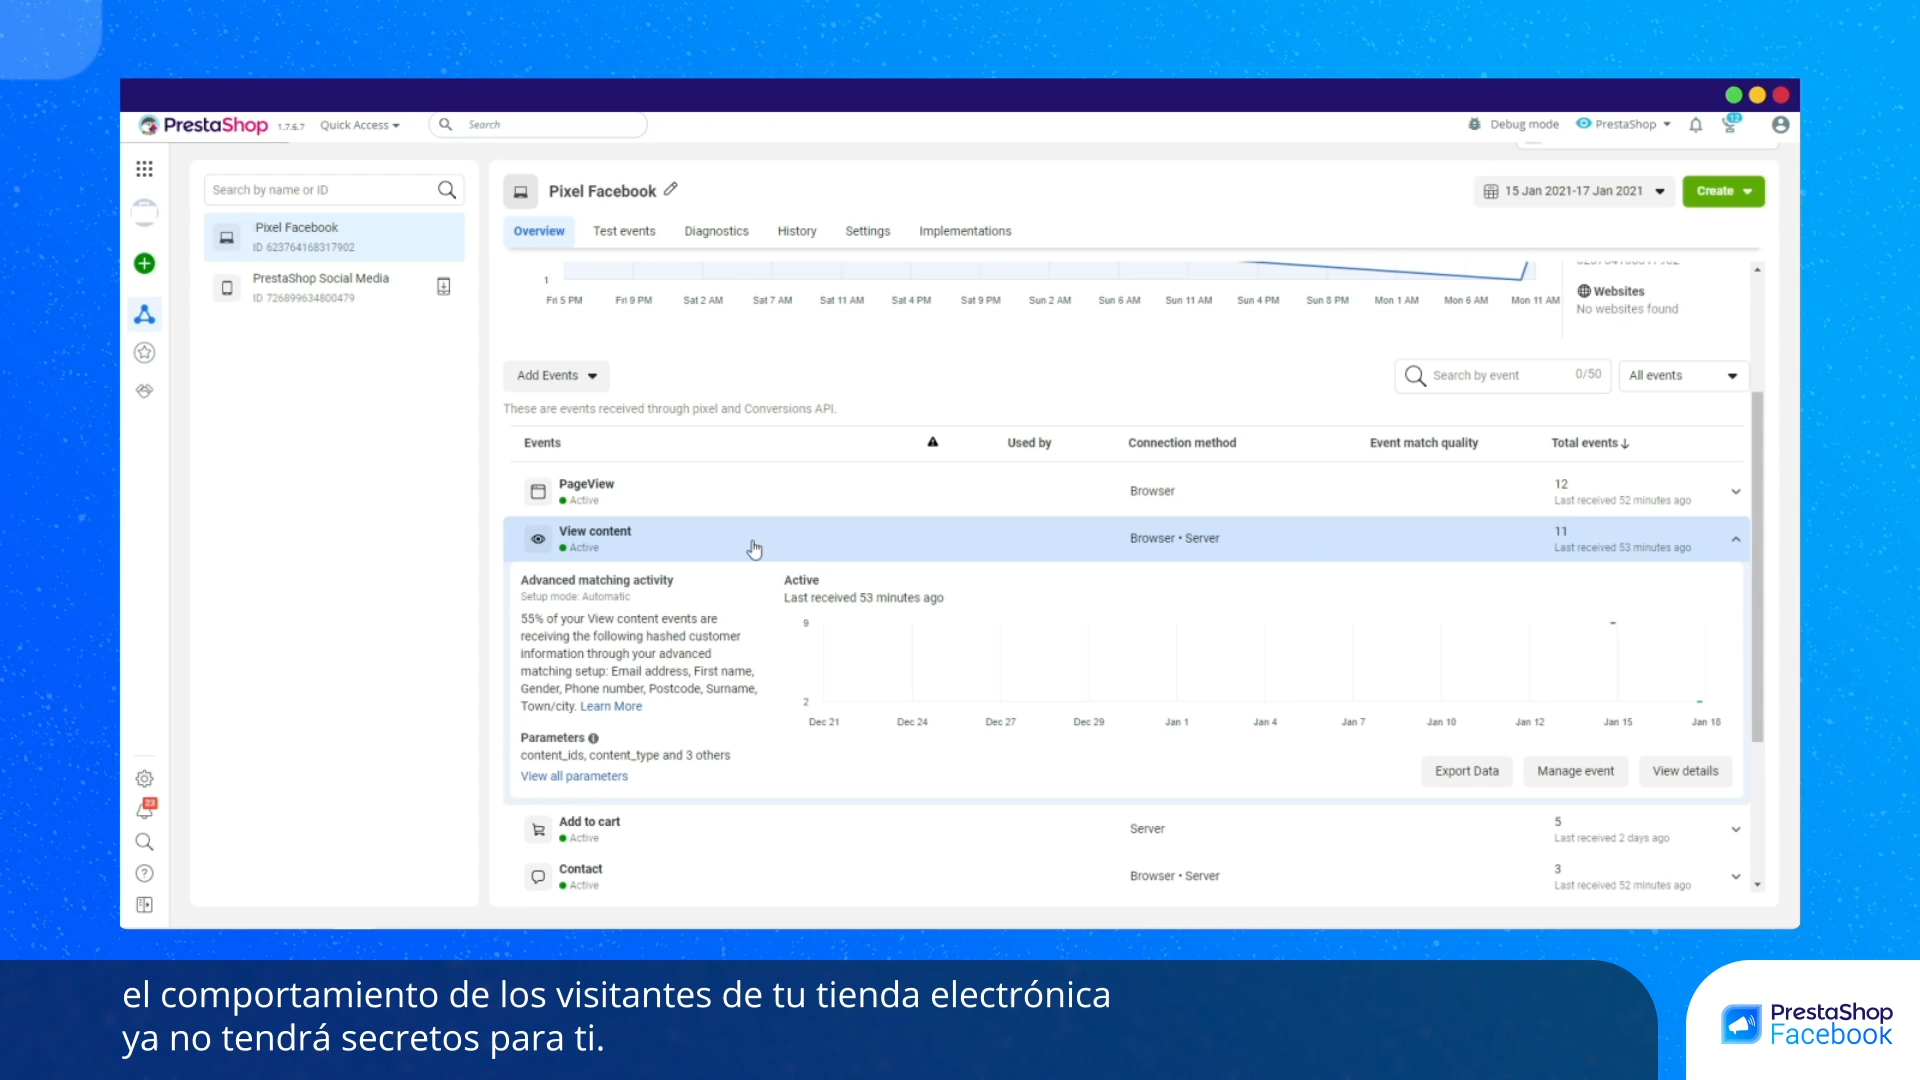 PrestaShop 1.7.6.7 Quick Access Search Debug mode PrestaShop 12
Search by name or ID
Pixel Facebook
ID 623764168317902
PrestaShop Social Media
ID 726899634800479
23
Pixel Facebook 15 Jan 2021-17 Jan 2021 Create
Overview Test events Diagnostics History Settings Implementations
1
Fri 5 PM Fri 9 PM Sat 2 AM Sat 7 AM Sat 11 AM Sat 4 PM Sat 9 PM Sun 2 AM Sun 6 AM Sun 11 AM Sun 4 PM Sun 8 PM Mon 1 AM Mon 6 AM Mon 11 AM
Websites
No websites found
Add Events Search by event 0/50 All events
These are events received through pixel and Conversions API.
Events Used by Connection method Event match quality Total events
PageView Browser 12
Active Last received 52 minutes ago
View content Browser • Server 11
Active Last received 53 minutes ago
Advanced matching activity
Setup mode: Automatic
55% of your View content events are
receiving the following hashed customer
information through your advanced
matching setup: Email address, First name,
Gender, Phone number, Postcode, Surname,
Town/city. Learn More
Parameters
content_ids, content_type and 3 others
View all parameters
Active
Last received 53 minutes ago
9
2
Dec 21 Dec 24 Dec 27 Dec 29 Jan 1 Jan 4 Jan 7 Jan 10 Jan 12 Jan 15 Jan 18
Export Data Manage event View details
Add to cart Server 5
Active Last received 2 days ago
Contact Browser • Server 3
Active Last received 52 minutes ago
el comportamiento de los visitantes de tu tienda electrónica
ya no tendrá secretos para ti.
PrestaShop
Facebook